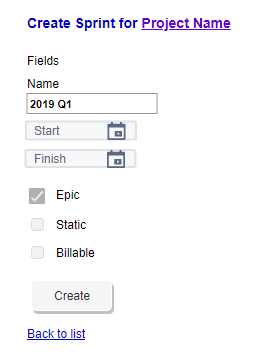 Create Sprint for Project Name
Fields
Name
2019 Q1
Start
Finish
Epic
Static
Billable
Create
Back to list